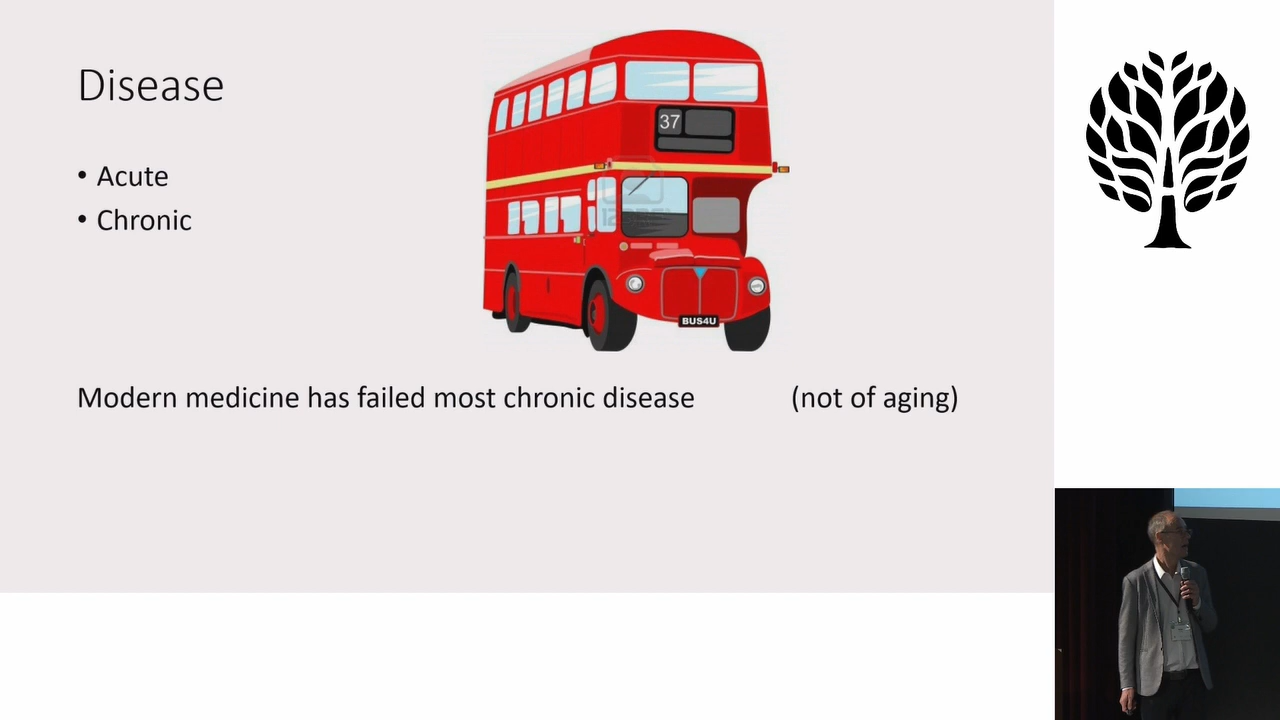 Disease
37
• Acute
• Chronic
BUS4U
Modern medicine has failed most chronic disease (not of aging)